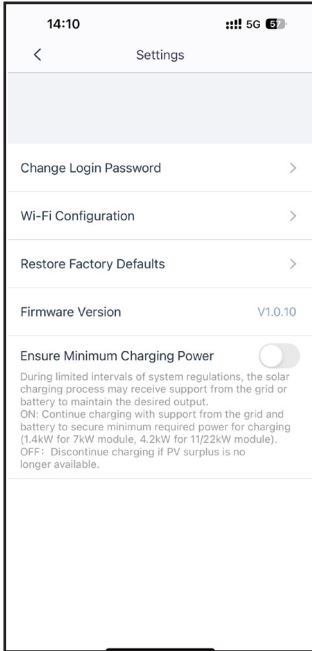 14:10
5G 57
Settings
Change Login Password
Wi-Fi Configuration
Restore Factory Defaults
Firmware Version V1.0.10
Ensure Minimum Charging Power
During limited intervals of system regulations, the solar
charging process may receive support from the grid or
battery to maintain the desired output.
ON: Continue charging with support from the grid and
battery to secure minimum required power for charging
(1.4kW for 7kW module, 4.2kW for 11/22kW module).
OFF: Discontinue charging if PV surplus is no
longer available.